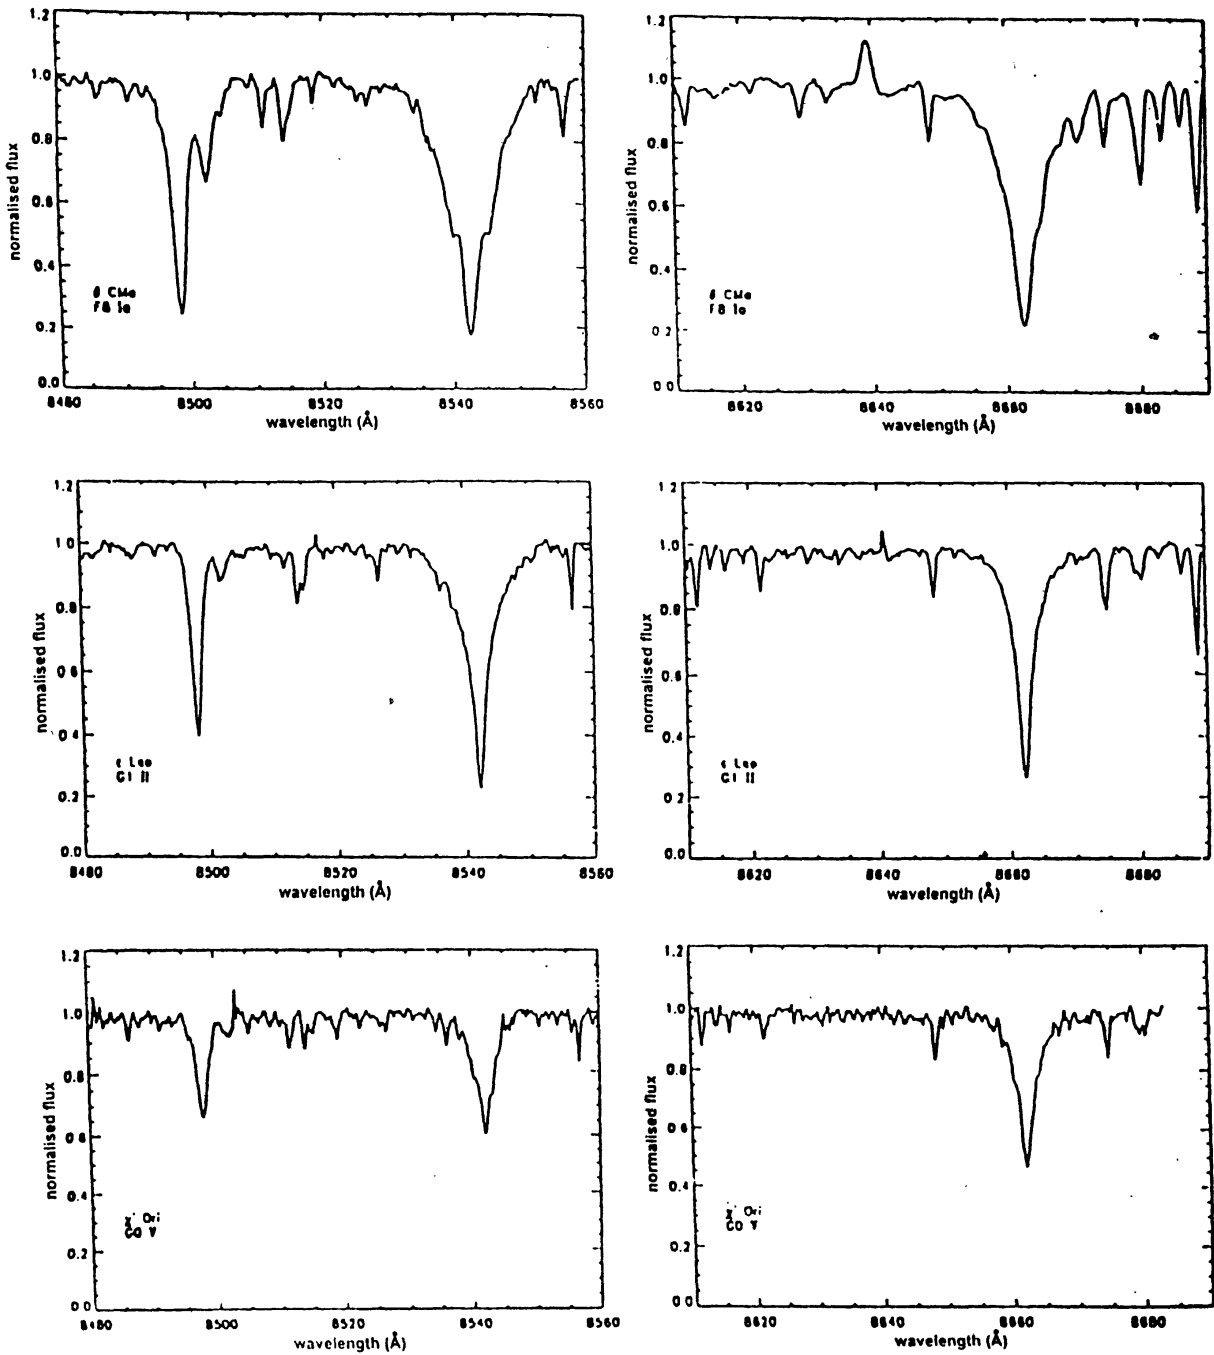 1.2
1.0
0.8
0.6
0.4
0.2
0.0
normalised flux
δ CMa
F8 Ia
8480 8500 8520 8540 8560
wavelength (Å)
1.2
1.0
0.8
0.6
0.4
0.2
0.0
normalised flux
δ CMa
F8 Ia
8620 8640 8660 8680
wavelength (Å)
1.2
1.0
0.8
0.6
0.4
0.2
0.0
normalised flux
ε Leo
G1 II
8480 8500 8520 8540 8560
wavelength (Å)
1.2
1.0
0.8
0.6
0.4
0.2
0.0
normalised flux
ε Leo
G1 II
8620 8640 8660 8680
wavelength (Å)
1.2
1.0
0.8
0.6
0.4
0.2
0.0
normalised flux
χ¹ Ori
G0 V
8480 8500 8520 8540 8560
wavelength (Å)
1.2
1.0
0.8
0.6
0.4
0.2
0.0
normalised flux
χ¹ Ori
G0 V
8620 8640 8660 8680
wavelength (Å)